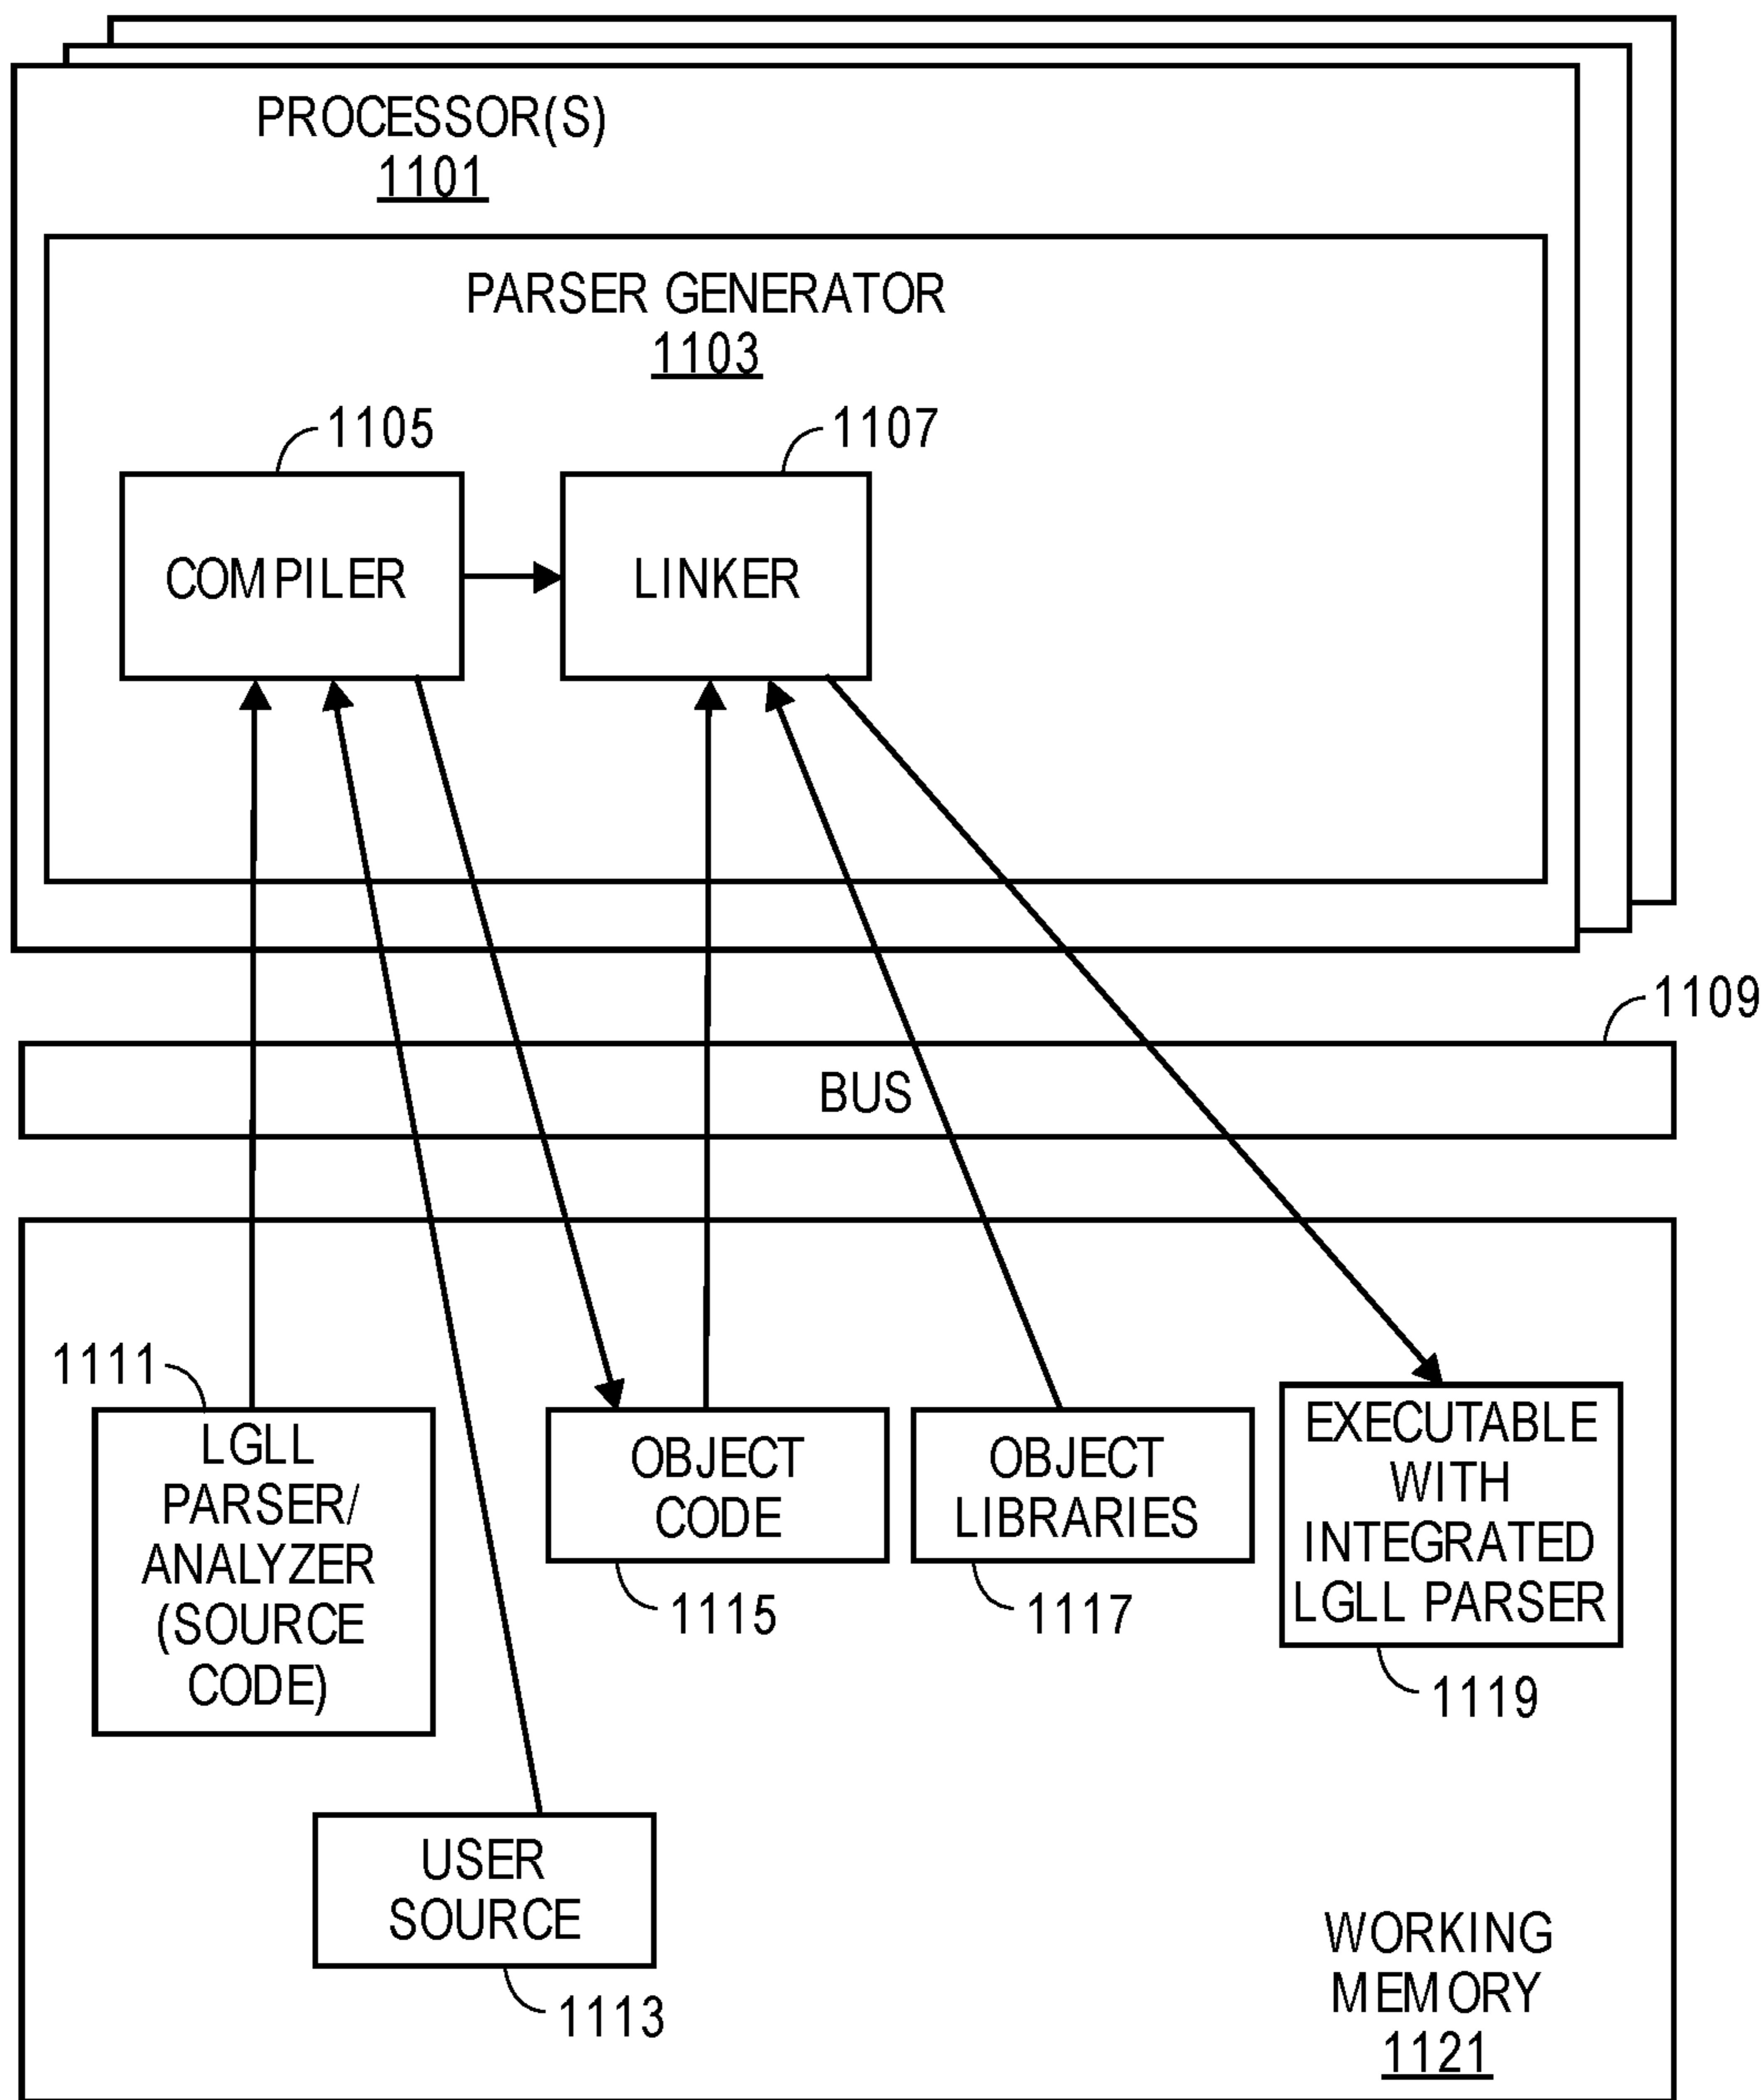 PROCESSOR(S)
1101
PARSER GENERATOR
1103
1105
1107
COMPILER
LINKER
1109
BUS
1111
LGLL
PARSER/
ANALYZER
(SOURCE
CODE)
OBJECT
CODE
1115
OBJECT
LIBRARIES
1117
EXECUTABLE
WITH
INTEGRATED
LGLL PARSER
1119
USER
SOURCE
1113
WORKING
MEMORY
1121